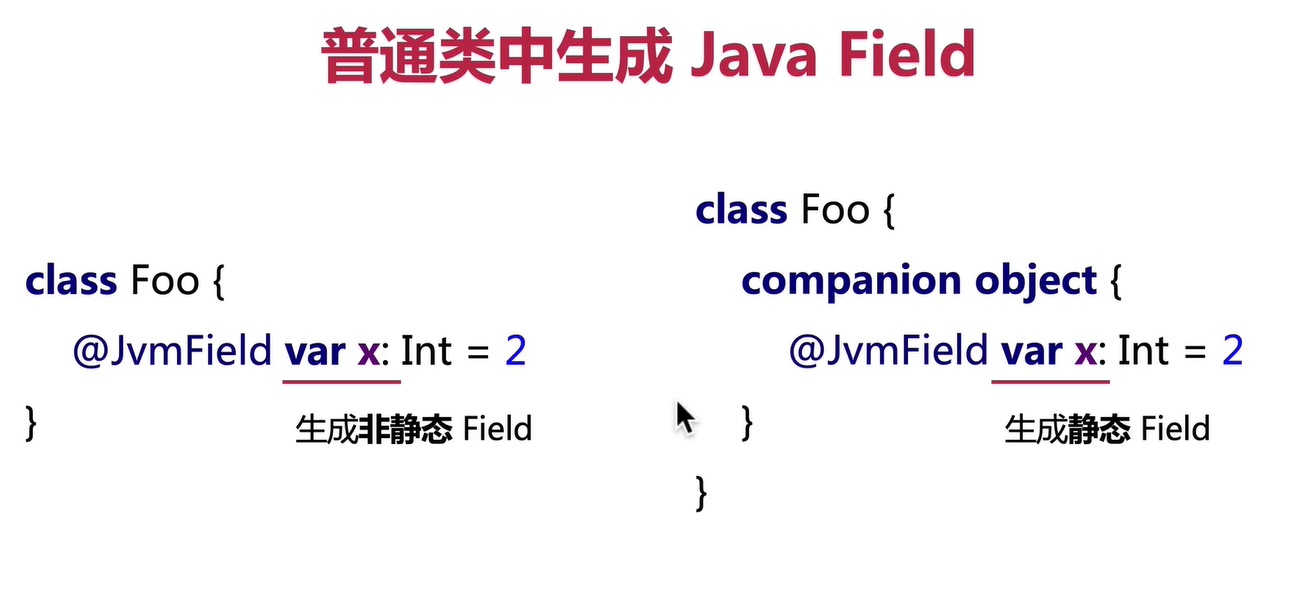 普通类中生成 Java Field
class Foo {
@JvmField var x: Int = 2
}
生成非静态 Field
class Foo {
companion object {
@JvmField var x: Int = 2
}
生成静态 Field
}